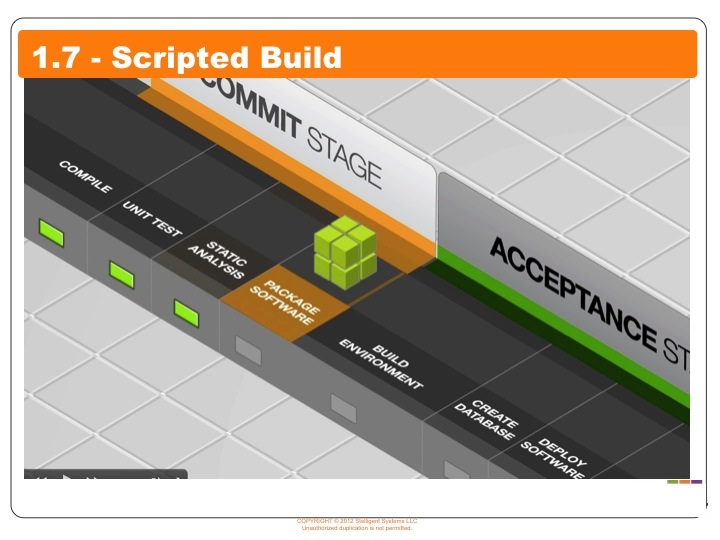 1.7 - Scripted Build
COMMIT STAGE
ACCEPTANCE ST
COMPILE
UNIT TEST
STATIC
ANALYSIS
PACKAGE
SOFTWARE
BUILD
ENVIRONMENT
CREATE
DATABASE
DEPLOY
SOFTWARE
COPYRIGHT © 2012 Stelligent Systems LLC
Unauthorized duplication is not permitted.